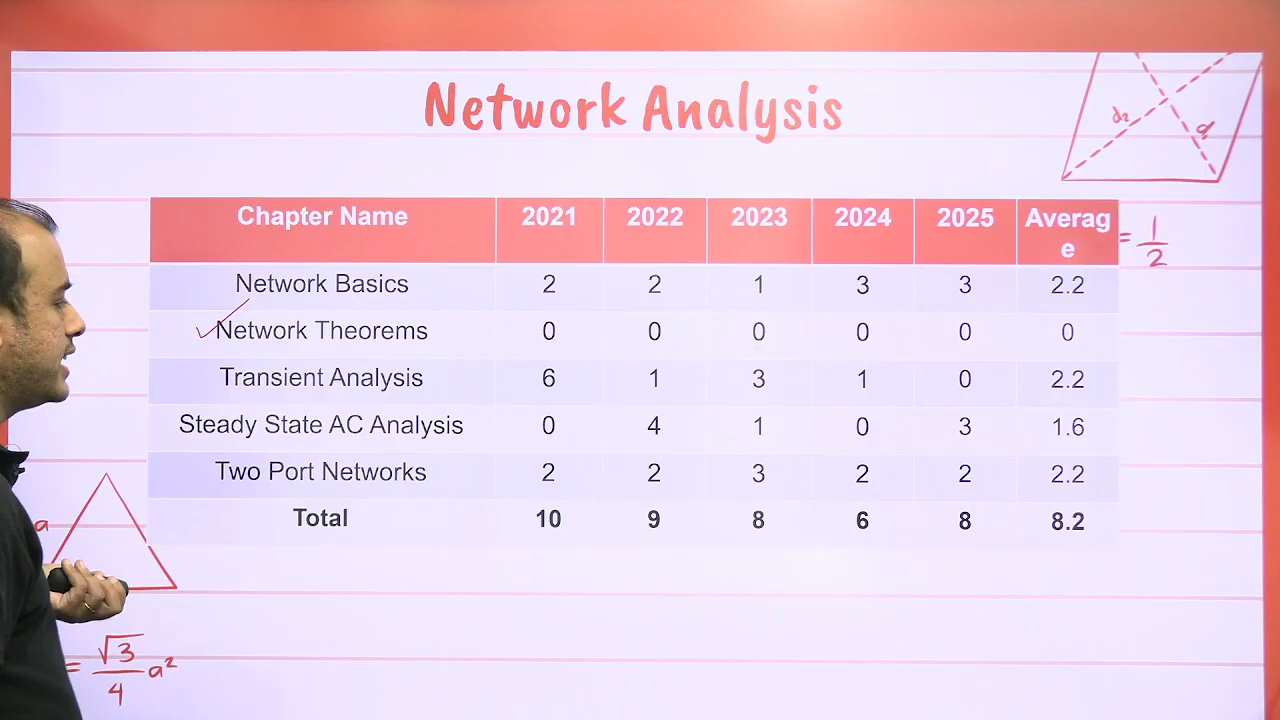 Network Analysis
d₂
d₁
Chapter Name 2021 2022 2023 2024 2025 Averag
e
= 1/2
Network Basics 2 2 1 3 3 2.2
Network Theorems 0 0 0 0 0 0
Transient Analysis 6 1 3 1 0 2.2
Steady State AC Analysis 0 4 1 0 3 1.6
Two Port Networks 2 2 3 2 2 2.2
Total 10 9 8 6 8 8.2
a
= √3/4 a²